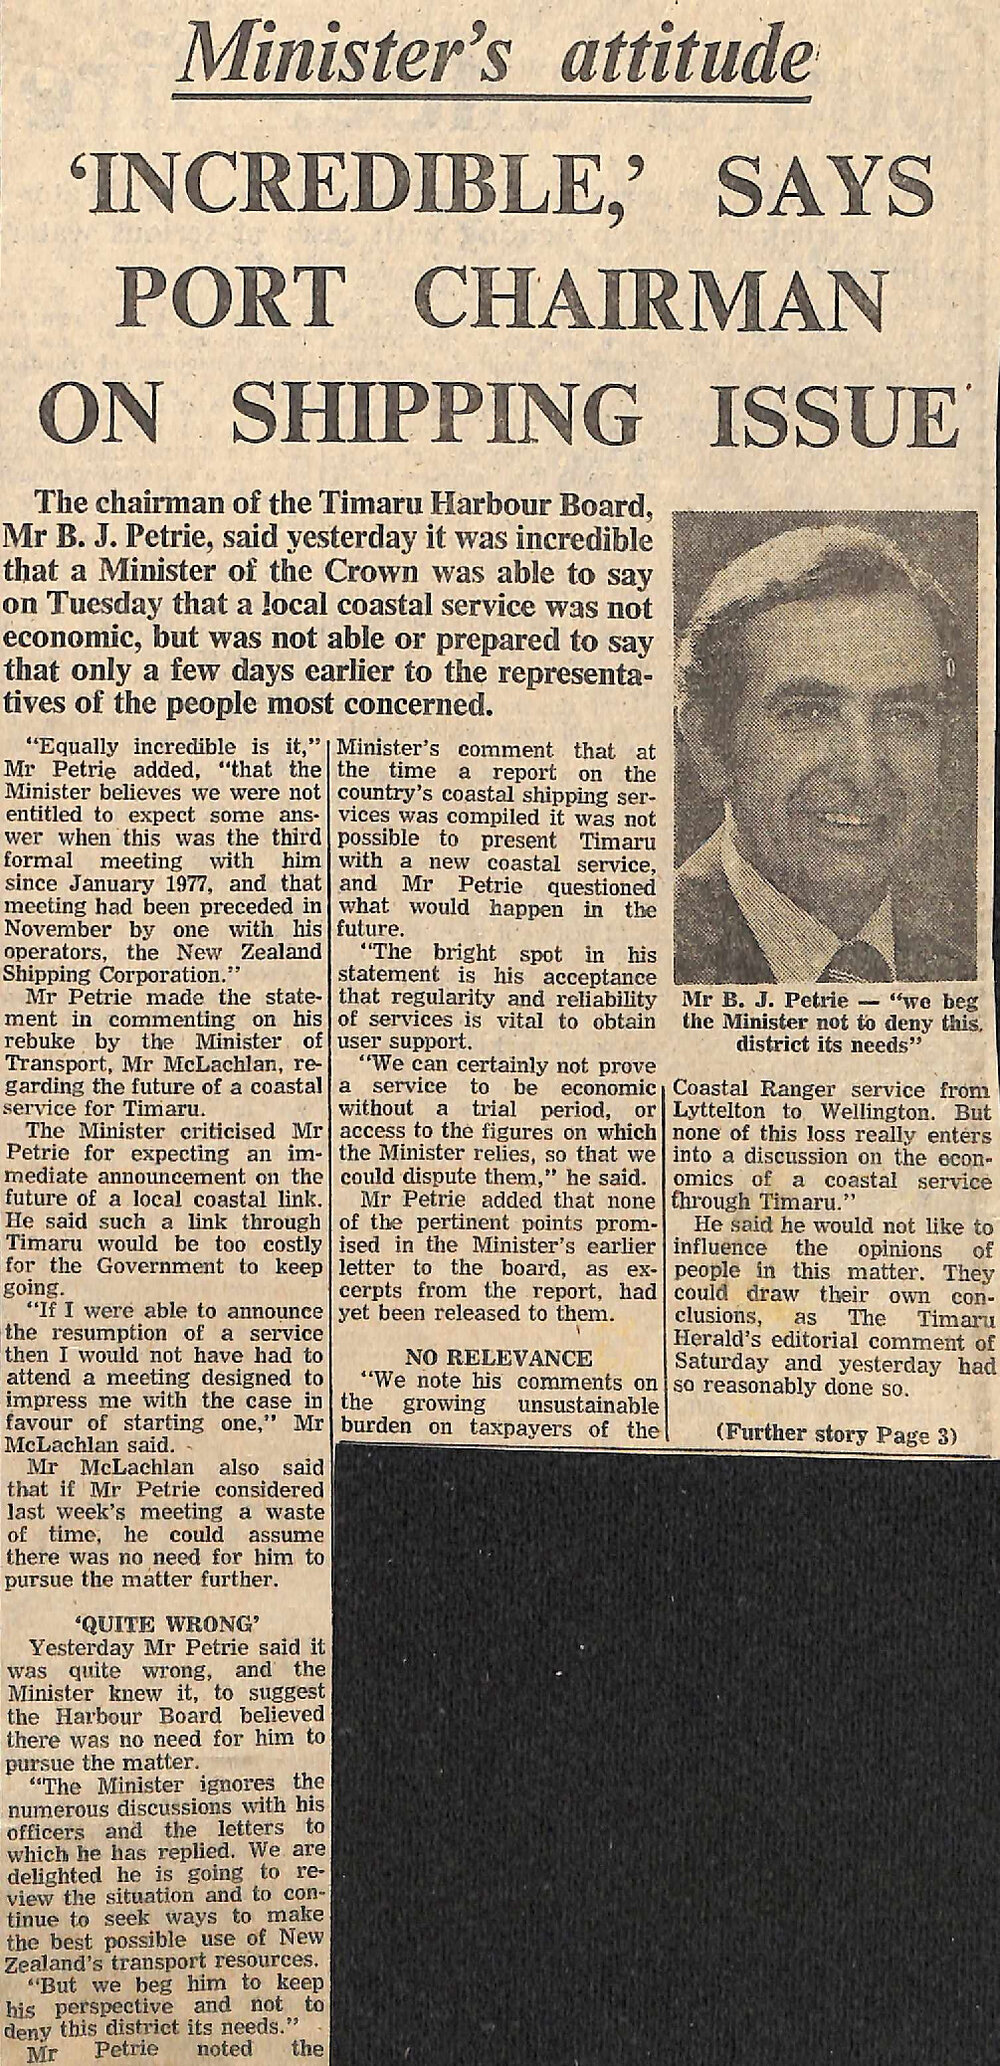 Minister's attitude
'INCREDIBLE,' SAYS
PORT CHAIRMAN
ON SHIPPING ISSUE
The chairman of the Timaru Harbour Board,
Mr B. J. Petrie, said yesterday it was incredible
that a Minister of the Crown was able to say
on Tuesday that a local coastal service was not
economic, but was not able or prepared to say
that only a few days earlier to the representa-
tives of the people most concerned.
"Equally incredible is it,"
Mr Petrie added, "that the
Minister believes we were not
entitled to expect some ans-
wer when this was the third
formal meeting with him
since January 1977, and that
meeting had been preceded in
November by one with his
operators, the New Zealand
Shipping Corporation."
Mr Petrie made the state-
ment in commenting on his
rebuke by the Minister of
Transport, Mr McLachlan, re-
garding the future of a coastal
service for Timaru.
The Minister criticised Mr
Petrie for expecting an im-
mediate announcement on the
future of a local coastal link.
He said such a link through
Timaru would be too costly
for the Government to keep
going.
"If I were able to announce
the resumption of a service
then I would not have had to
attend a meeting designed to
impress me with the case in
favour of starting one," Mr
McLachlan said.
Mr McLachlan also said
that if Mr Petrie considered
last week's meeting a waste
of time, he could assume
there was no need for him to
pursue the matter further.
'QUITE WRONG'
Yesterday Mr Petrie said it
was quite wrong, and the
Minister knew it, to suggest
the Harbour Board believed
there was no need for him to
pursue the matter.
"The Minister ignores the
numerous discussions with his
officers and the letters to
which he has replied. We are
delighted he is going to re-
view the situation and to con-
tinue to seek ways to make
the best possible use of New
Zealand's transport resources.
"But we beg him to keep
his perspective and not to
deny this district its needs."
Mr Petrie noted the
Minister's comment that at
the time a report on the
country's coastal shipping ser-
vices was compiled it was not
possible to present Timaru
with a new coastal service,
and Mr Petrie questioned
what would happen in the
future.
"The bright spot in his
statement is his acceptance
that regularity and reliability
of services is vital to obtain
user support.
"We can certainly not prove
a service to be economic
without a trial period, or
access to the figures on which
the Minister relies, so that we
could dispute them," he said.
Mr Petrie added that none
of the pertinent points prom-
ised in the Minister's earlier
letter to the board, as ex-
cerpts from the report, had
yet been released to them.
NO RELEVANCE
"We note his comments on
the growing unsustainable
burden on taxpayers of the
Mr B. J. Petrie — "we beg
the Minister not to deny this
district its needs"
Coastal Ranger service from
Lyttelton to Wellington. But
none of this loss really enters
into a discussion on the econ-
omics of a coastal service
through Timaru."
He said he would not like to
influence the opinions of
people in this matter. They
could draw their own con-
clusions, as The Timaru
Herald's editorial comment of
Saturday and yesterday had
so reasonably done so.
(Further story Page 3)